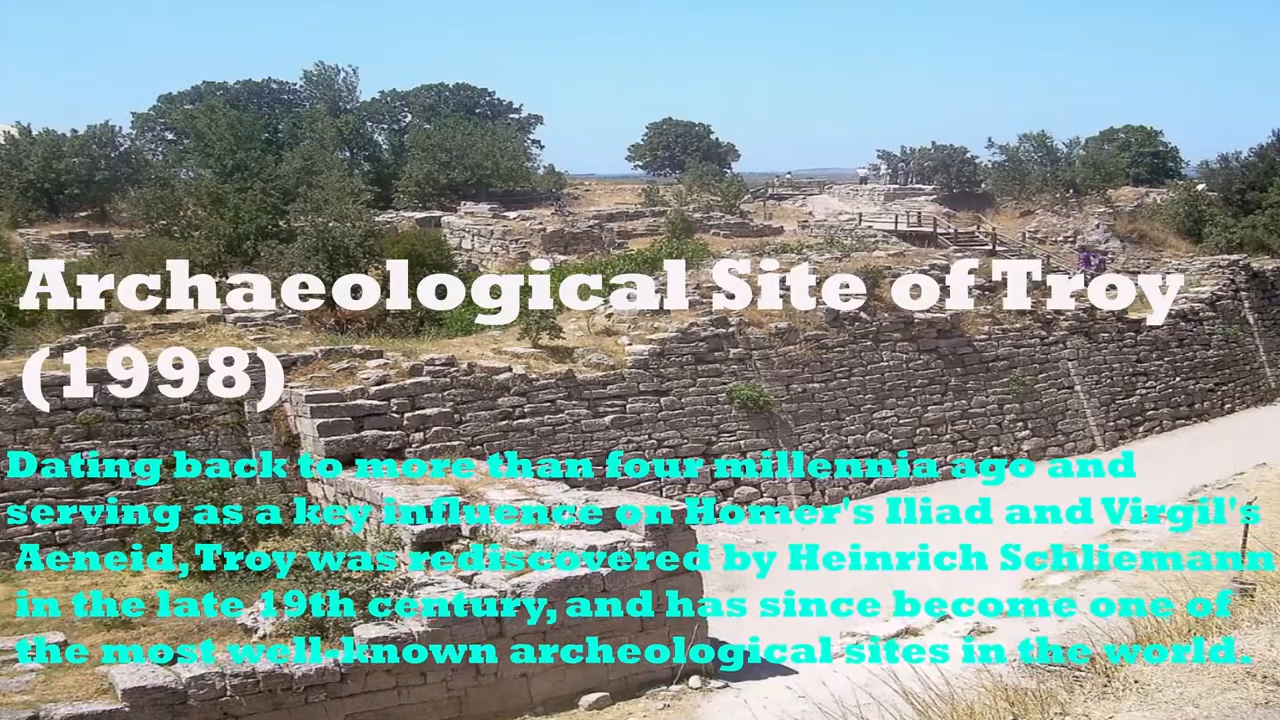 Archaeological Site of Troy
(1998)
Dating back to more than four millennia ago and
serving as a key influence on Homer's Iliad and Virgil's
Aeneid, Troy was rediscovered by Heinrich Schliemann
in the late 19th century, and has since become one of
the most well-known archeological sites in the world.